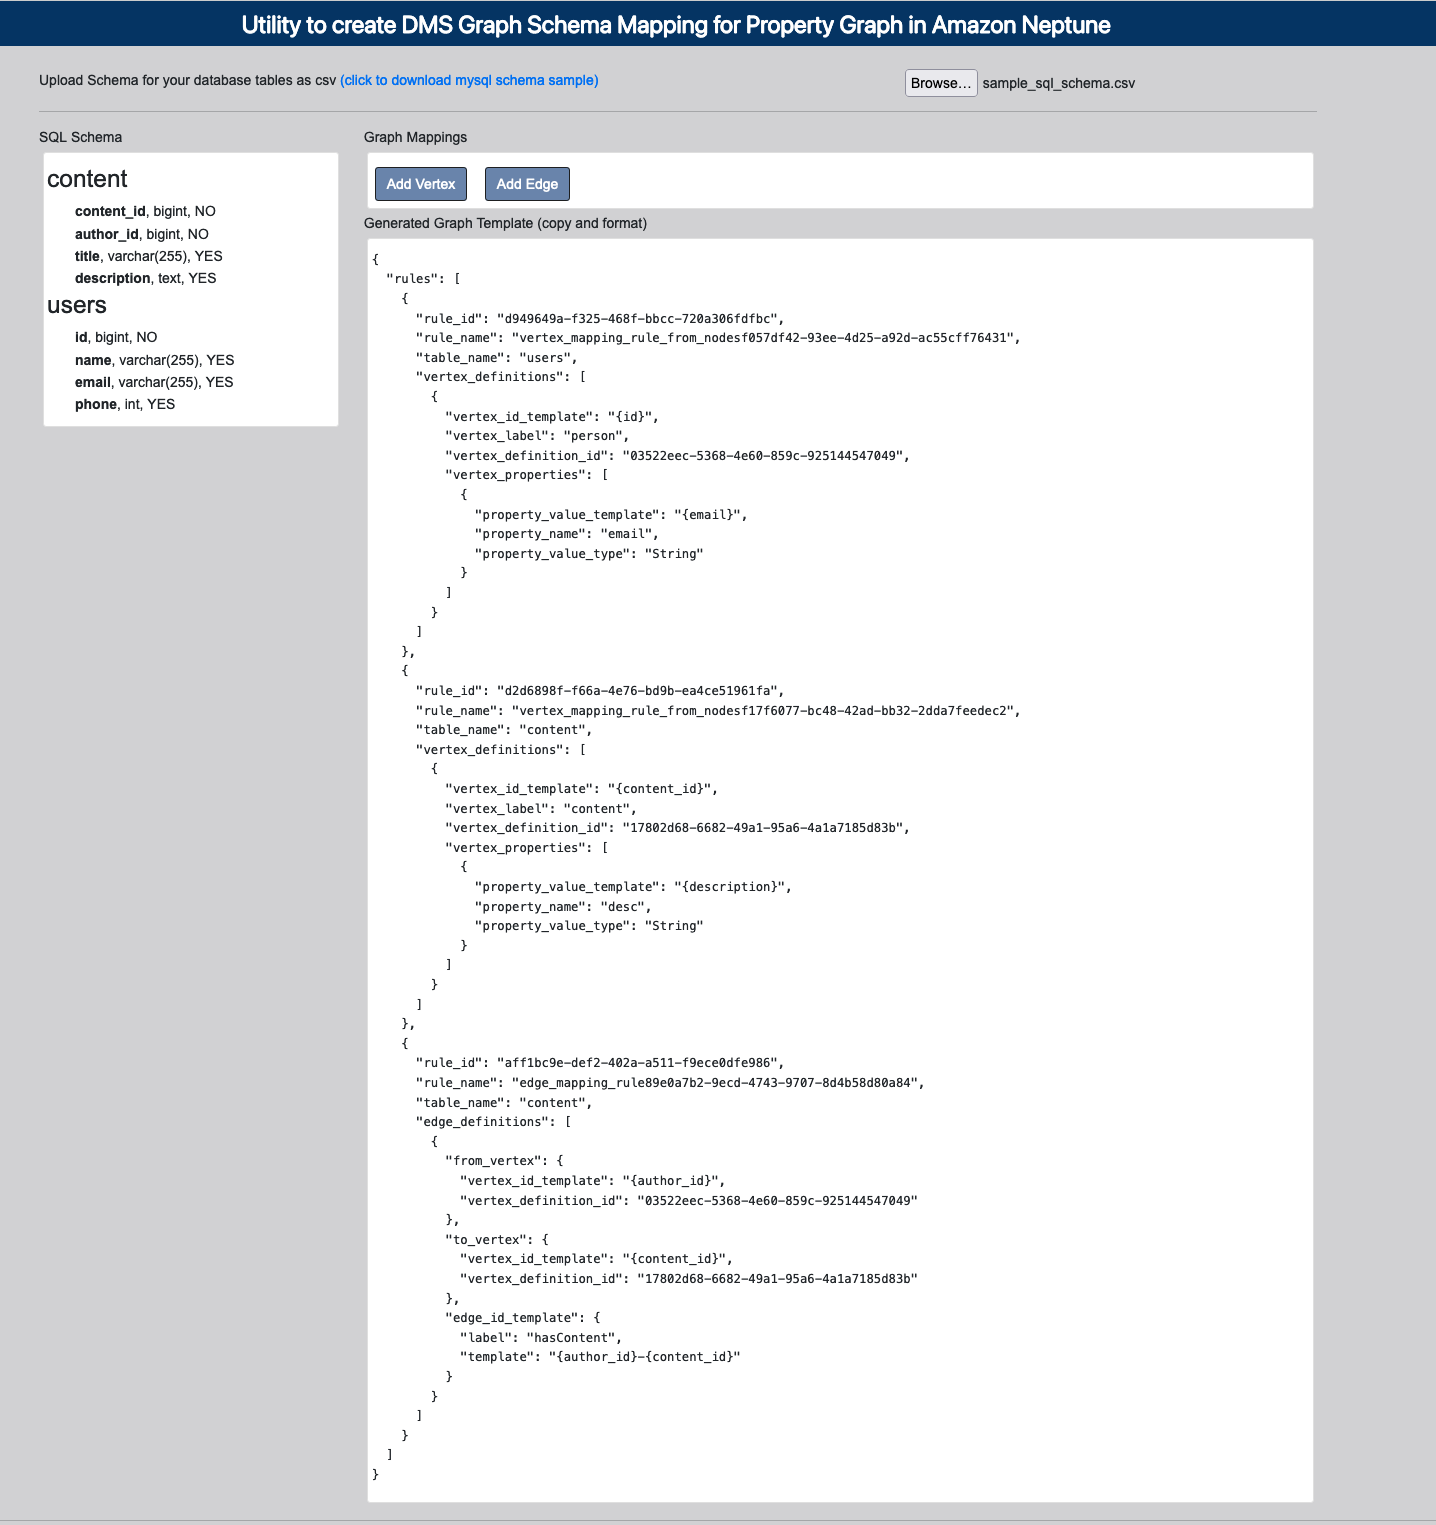 Utility to create DMS Graph Schema Mapping for Property Graph in Amazon Neptune
Upload Schema for your database tables as csv (click to download mysql schema sample)
Browse... sample_sql_schema.csv
SQL Schema
content
content_id, bigint, NO
author_id, bigint, NO
title, varchar(255), YES
description, text, YES
users
id, bigint, NO
name, varchar(255), YES
email, varchar(255), YES
phone, int, YES
Graph Mappings
Add Vertex Add Edge
Generated Graph Template (copy and format)
{
"rules": [
{
"rule_id": "d949649a-f325-468f-bbcc-720a306fdfbc",
"rule_name": "vertex_mapping_rule_from_nodesf057df42-93ee-4d25-a92d-ac55cff76431",
"table_name": "users",
"vertex_definitions": [
{
"vertex_id_template": "{id}",
"vertex_label": "person",
"vertex_definition_id": "03522eec-5368-4e60-859c-925144547049",
"vertex_properties": [
{
"property_value_template": "{email}",
"property_name": "email",
"property_value_type": "String"
}
]
}
]
},
{
"rule_id": "d2d6898f-f66a-4e76-bd9b-ea4ce51961fa",
"rule_name": "vertex_mapping_rule_from_nodesf17f6077-bc48-42ad-bb32-2dda7feedec2",
"table_name": "content",
"vertex_definitions": [
{
"vertex_id_template": "{content_id}",
"vertex_label": "content",
"vertex_definition_id": "17802d68-6682-49a1-95a6-4a1a7185d83b",
"vertex_properties": [
{
"property_value_template": "{description}",
"property_name": "desc",
"property_value_type": "String"
}
]
}
]
},
{
"rule_id": "aff1bc9e-def2-402a-a511-f9ece0dfe986",
"rule_name": "edge_mapping_rule89e0a7b2-9ecd-4743-9707-8d4b58d80a84",
"table_name": "content",
"edge_definitions": [
{
"from_vertex": {
"vertex_id_template": "{author_id}",
"vertex_definition_id": "03522eec-5368-4e60-859c-925144547049"
},
"to_vertex": {
"vertex_id_template": "{content_id}",
"vertex_definition_id": "17802d68-6682-49a1-95a6-4a1a7185d83b"
},
"edge_id_template": {
"label": "hasContent",
"template": "{author_id}-{content_id}"
}
}
]
}
]
}